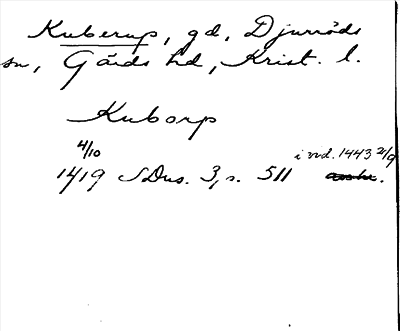 Kuberup, gd, Djurröds
sn, Gärds hd, Krist. l.
Kuborp
4/10 i vid. 1443 2/9
1419 SDns. 3, s. 511